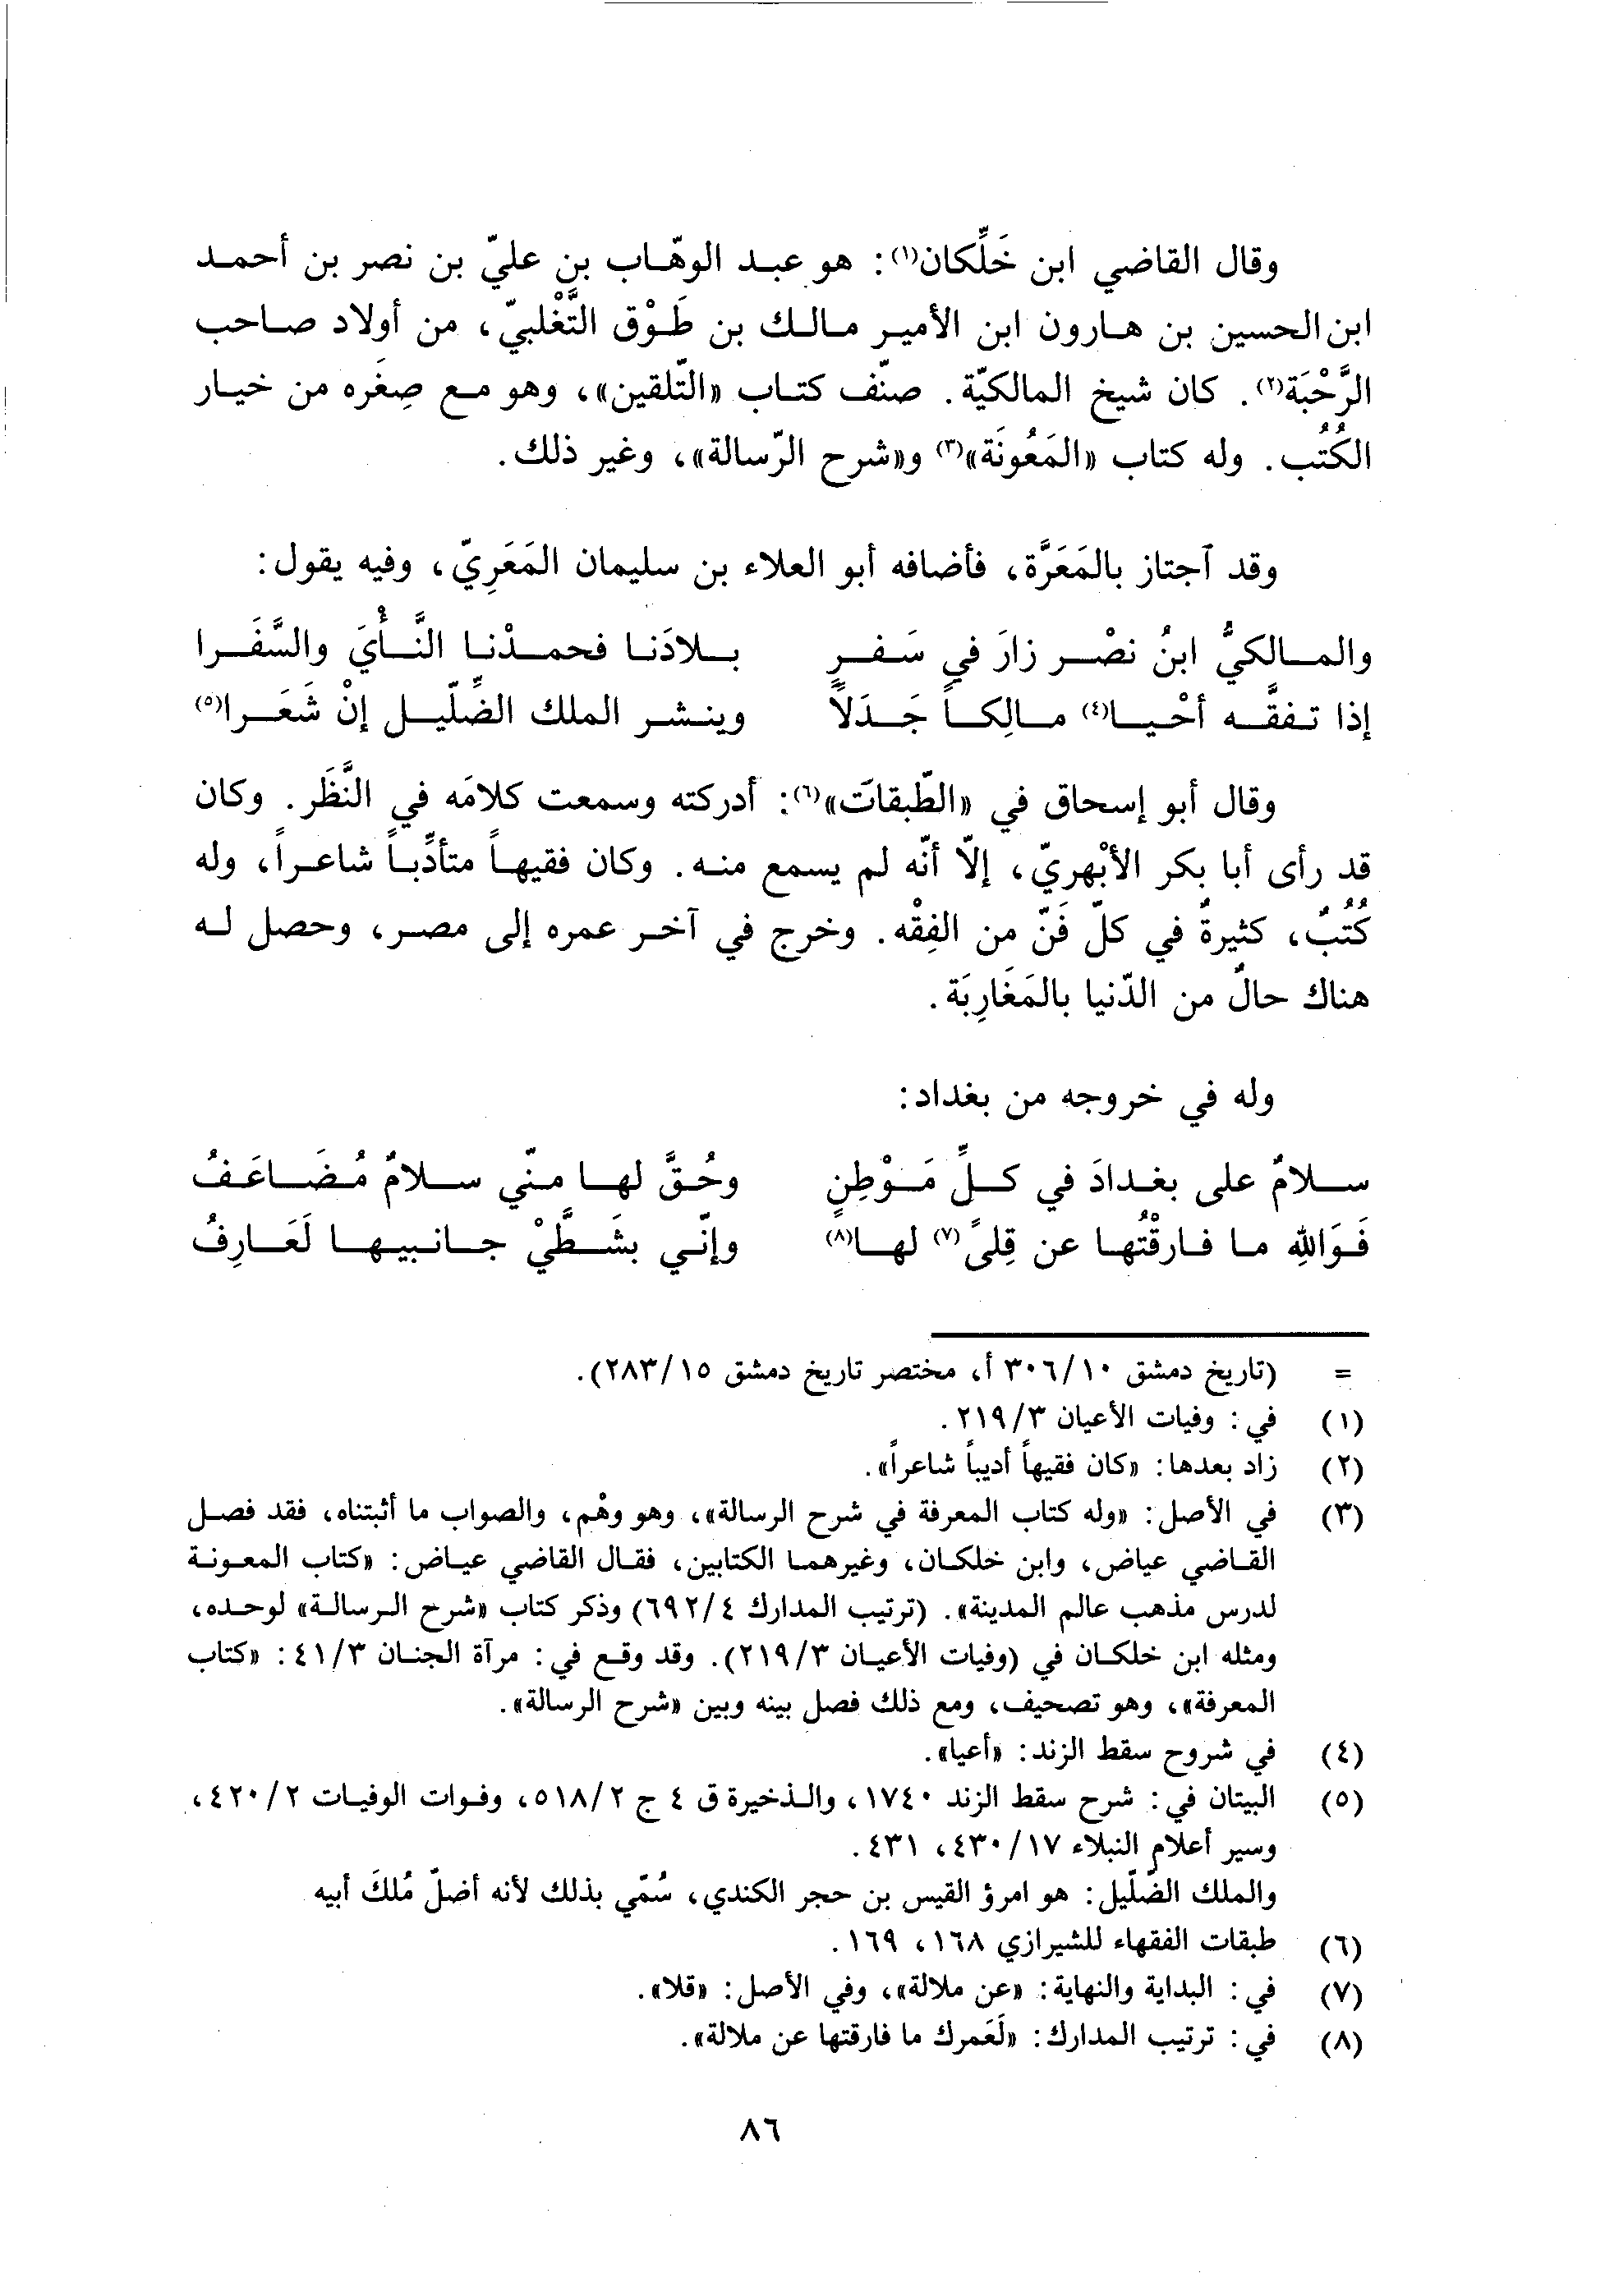 وقال القاضي ابن خَلِّكان(١): هو عبد الوهّاب بن عليّ بن نصر بن أحمد
ابن الحسين بن هارون ابن الأمير مالك بن طَوْق التَّغْلبيّ، من أولاد صاحب
الرَّحْبَة(٢). كان شيخ المالكيّة. صنّف كتاب «التّلقين»، وهو مع صِغَره من خيار
الكُتُب. وله كتاب «المَعُونَة»(٣) و«شرح الرّسالة»، وغير ذلك.
وقد آجتاز بالمَعَرَّة، فأضافه أبو العلاء بن سليمان المَعَرِيّ، وفيه يقول:
والمالكيُّ ابنُ نصْر زارَ في سَفرٍ بلادَنا فحمدْنا النَّأْيَ والسَّفَرا
إذا تفقَّه أحْيا(٤) مالِكاً جَدَلاً وينشر الملك الضِّلّيل إنْ شَعَرا(٥)
وقال أبو إسحاق في «الطّبقات»(٦): أدركته وسمعت كلامَه في النَّظَر. وكان
قد رأى أبا بكر الأبْهريّ، إلاّ أنّه لم يسمع منه. وكان فقيهاً متأدِّباً شاعراً، وله
كُتُبٌ، كثيرةٌ في كلّ فَنّ من الفِقْه. وخرج في آخر عمره إلى مصر، وحصل له
هناك حالٌ من الدّنيا بالمَغَارِبَة.
وله في خروجه من بغداد:
سلامٌ على بغدادَ في كلِّ مَوْطِنٍ وحُقَّ لها منّي سلامٌ مُضَاعَفُ
فَوَاللهِ ما فارقْتُها عن قِلىً(٧) لها(٨) وإنّي بشَطَّيْ جانبيها لَعَارِفُ
= (تاريخ دمشق ٣٠٦/١٠ أ، مختصر تاريخ دمشق ٢٨٣/١٥).
(١) في: وفيات الأعيان ٢١٩/٣.
(٢) زاد بعدها: «كان فقيهاً أديباً شاعراً».
(٣) في الأصل: «وله كتاب المعرفة في شرح الرسالة»، وهو وهْم، والصواب ما أثبتناه، فقد فصل
القاضي عياض، وابن خلكان، وغيرهما الكتابين، فقال القاضي عياض: «كتاب المعونة
لدرس مذهب عالم المدينة». (ترتيب المدارك ٦٩٢/٤) وذكر كتاب «شرح الرسالة» لوحده،
ومثله ابن خلكان في (وفيات الأعيان ٢١٩/٣). وقد وقع في: مرآة الجنان ٤١/٣: «كتاب
المعرفة»، وهو تصحيف، ومع ذلك فصل بينه وبين «شرح الرسالة».
(٤) في شروح سقط الزند: «أعيا».
(٥) البيتان في: شرح سقط الزند ١٧٤٠، والذخيرة ق ٤ ج ٥١٨/٢، وفوات الوفيات ٤٢٠/٢،
وسير أعلام النبلاء ٤٣٠/١٧، ٤٣١.
والملك الضّلّيل: هو امرؤ القيس بن حجر الكندي، سُمّي بذلك لأنه أضلّ مُلكَ أبيه
(٦) طبقات الفقهاء للشيرازي ١٦٨، ١٦٩.
(٧) في: البداية والنهاية: «عن ملالة»، وفي الأصل: «قلا».
(٨) في: ترتيب المدارك: «لَعَمرك ما فارقتها عن ملالة».
٨٦